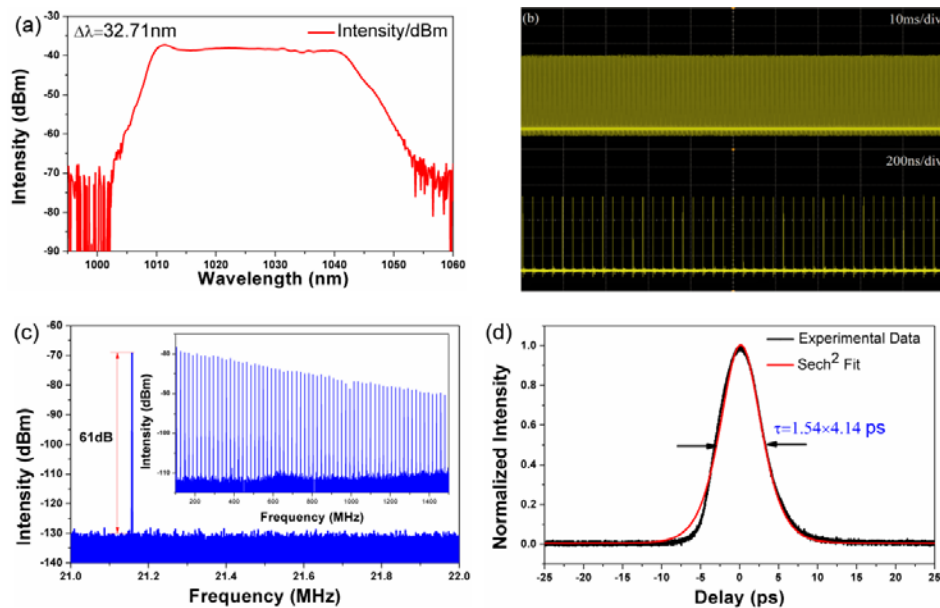 (a)
Δλ=32.71nm
Intensity/dBm
-30
-40
-50
-60
-70
-80
-90
Intensity (dBm)
1000 1010 1020 1030 1040 1050 1060
Wavelength (nm)
(b)
10ms/div
200ns/div
(c)
-60
-70
-80
-90
-100
-110
-120
-130
-140
Intensity (dBm)
61dB
21.0 21.2 21.4 21.6 21.8 22.0
Frequency (MHz)
Intensity (dBm)
-110
200 400 600 800 1000 1200 1400
Frequency (MHz)
(d)
Experimental Data
Sech² Fit
τ=1.54×4.14 ps
1.0
0.8
0.6
0.4
0.2
0.0
Normalized Intensity
-25 -20 -15 -10 -5 0 5 10 15 20 25
Delay (ps)